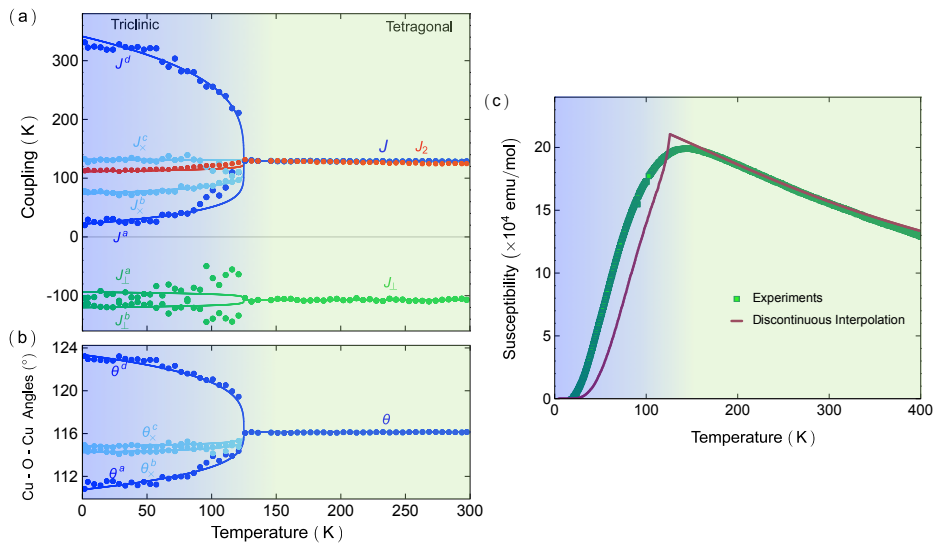 (a)
Triclinic
Tetragonal
300
200
100
0
-100
Coupling (K)
J^d
J_×^c
J_×^b
J^a
J
J_2
J_⊥^a
J_⊥^b
J_⊥
(b)
124
120
116
112
Cu - O - Cu Angles (°)
θ^d
θ_×^c
θ_×^b
θ^a
θ
0
50
100
150
200
250
300
Temperature (K)
(c)
20
15
10
5
0
Susceptibility (×10^4 emu/mol)
Experiments
Discontinuous Interpolation
0
100
200
300
400
Temperature (K)